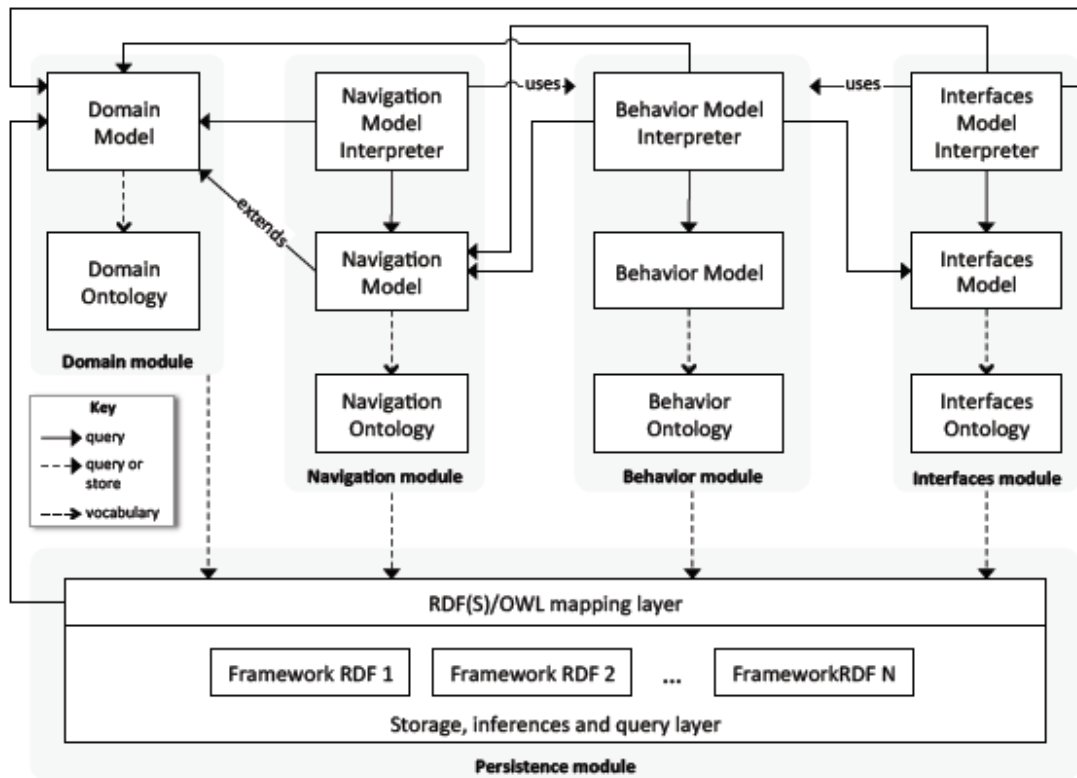 Domain
Model
Navigation
Model
Interpreter
uses
Behavior Model
Interpreter
uses
Interfaces
Model
Interpreter
extends
Domain
Ontology
Navigation
Model
Behavior Model
Interfaces
Model
Domain module
Key
query
query or
store
vocabulary
Navigation
Ontology
Behavior
Ontology
Interfaces
Ontology
Navigation module
Behavior module
Interfaces module
RDF(S)/OWL mapping layer
Framework RDF 1
Framework RDF 2
...
FrameworkRDF N
Storage, inferences and query layer
Persistence module